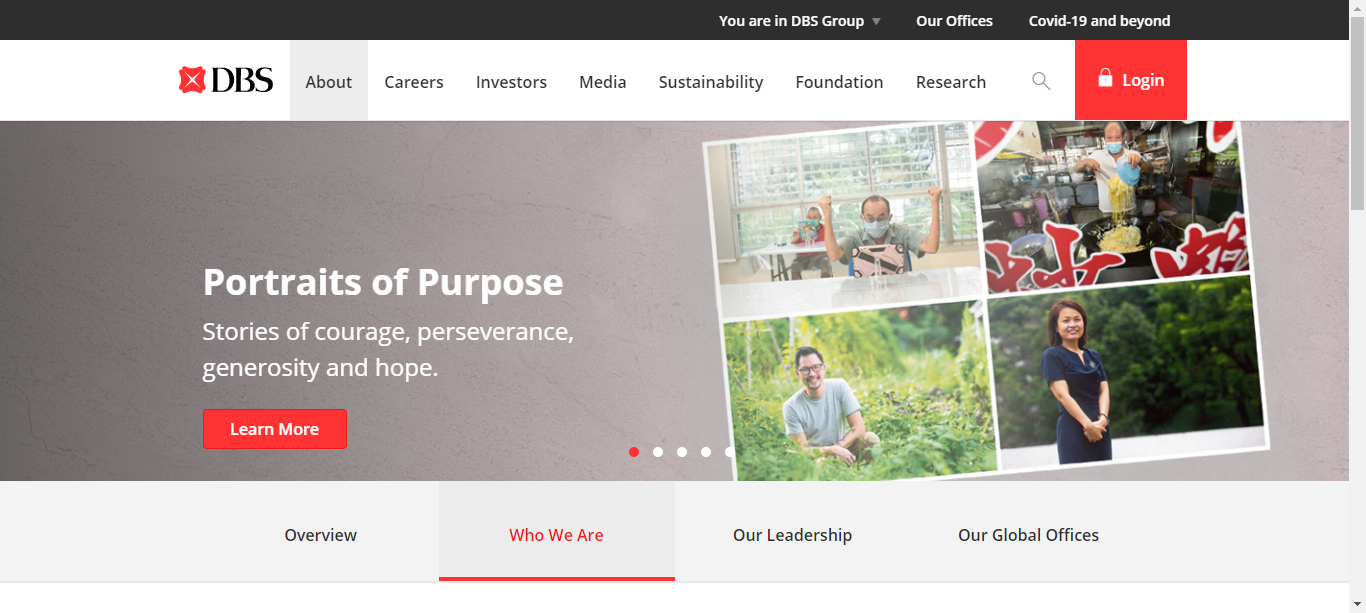 You are in DBS Group
Our Offices
Covid-19 and beyond
DBS
About
Careers
Investors
Media
Sustainability
Foundation
Research
Login
Portraits of Purpose
Stories of courage, perseverance,
generosity and hope.
Learn More
Overview
Who We Are
Our Leadership
Our Global Offices